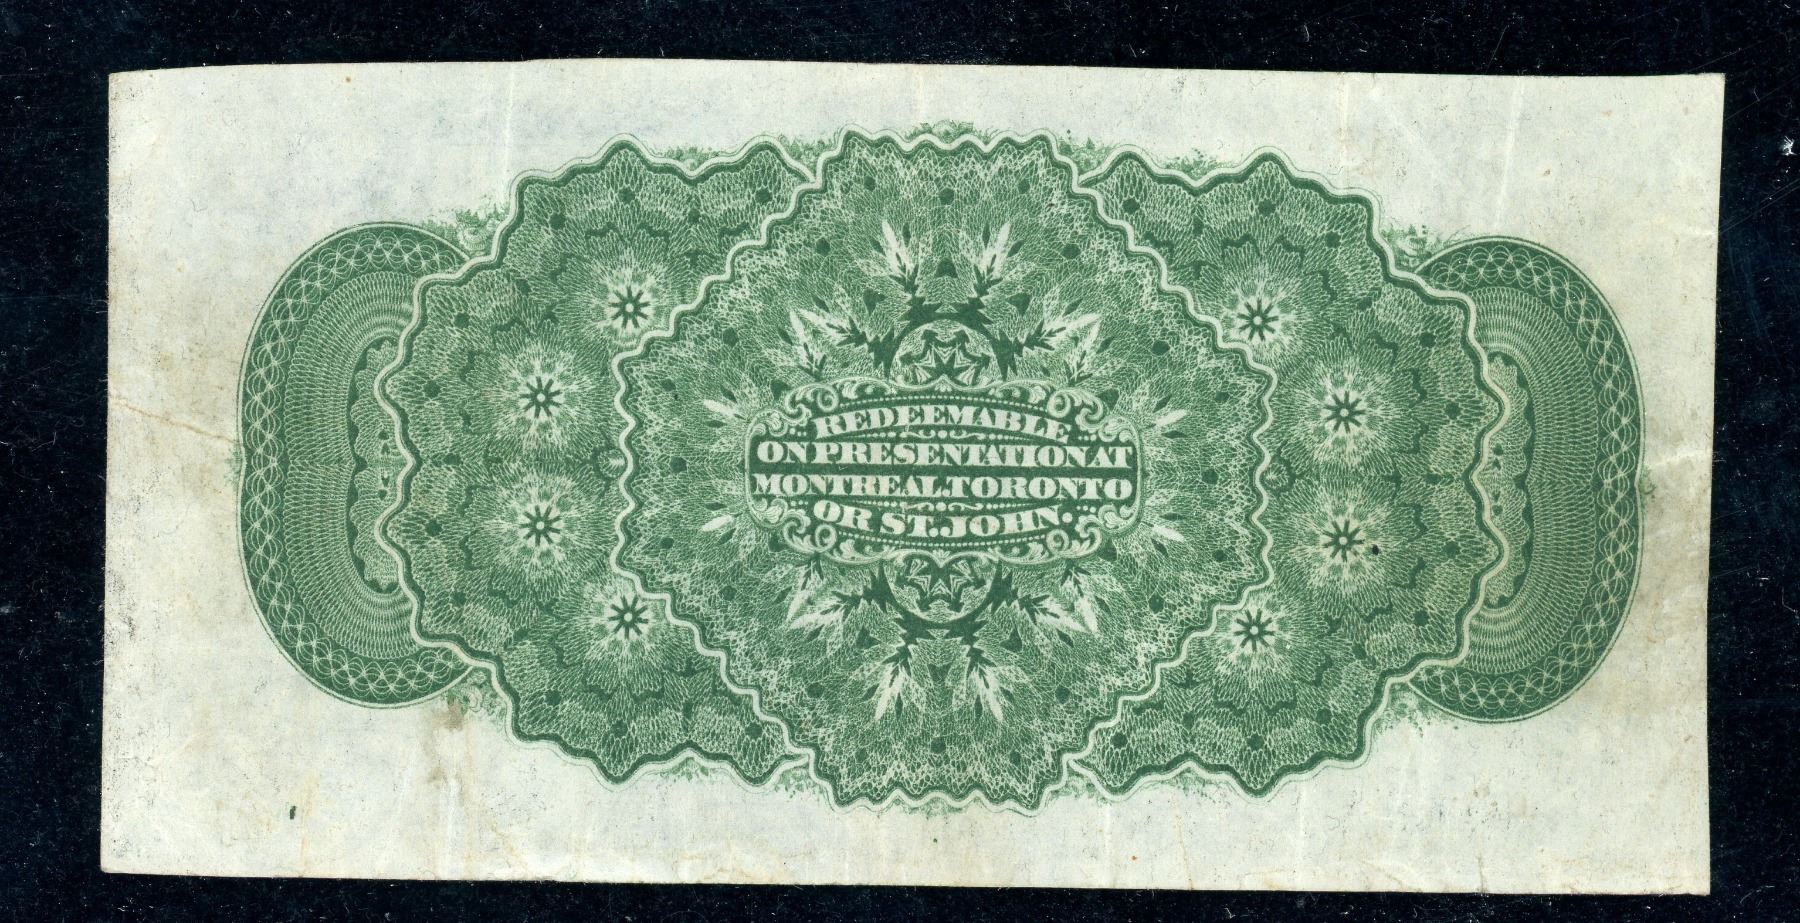 REDEEMABLE
ON PRESENTATION AT
MONTREAL, TORONTO
OR ST. JOHN.